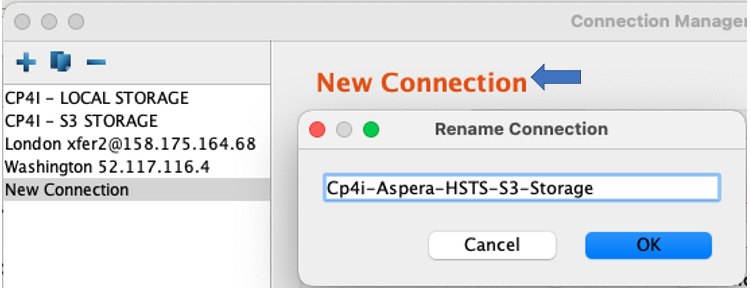 Connection Manager
CP4I - LOCAL STORAGE
CP4I - S3 STORAGE
London xfer2@158.175.164.68
Washington 52.117.116.4
New Connection
New Connection
Rename Connection
Cp4i-Aspera-HSTS-S3-Storage
Cancel
OK